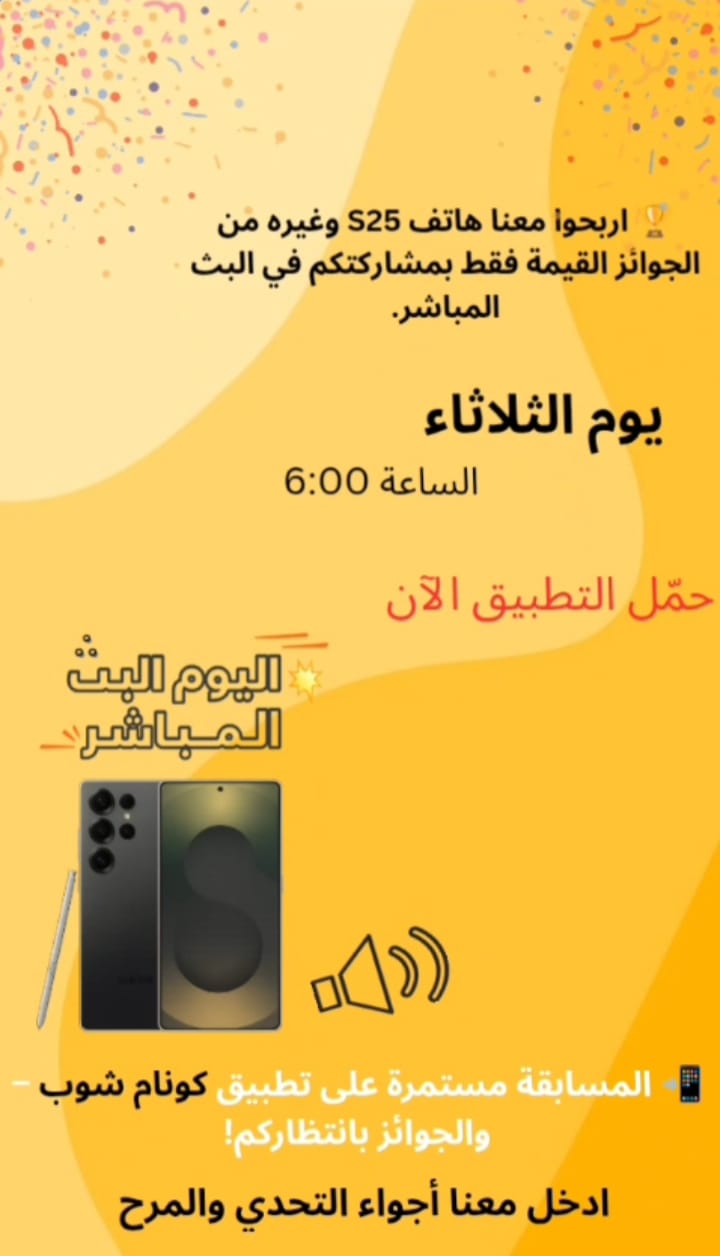 🏆 اربحوا معنا هاتف S25 وغيره من
الجوائز القيمة فقط بمشاركتكم في البث
المباشر.
يوم الثلاثاء
الساعة 6:00
حمّل التطبيق الآن
اليوم البث
المباشر
📲 المسابقة مستمرة على تطبيق كونام شوب –
والجوائز بانتظاركم!
ادخل معنا أجواء التحدي والمرح